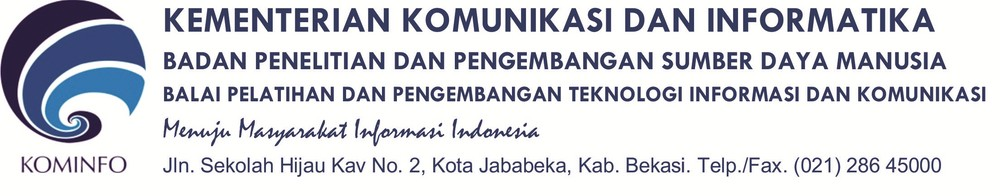 KEMENTERIAN KOMUNIKASI DAN INFORMATIKA
BADAN PENELITIAN DAN PENGEMBANGAN SUMBER DAYA MANUSIA
BALAI PELATIHAN DAN PENGEMBANGAN TEKNOLOGI INFORMASI DAN KOMUNIKASI
Menuju Masyarakat Informasi Indonesia
KOMINFO
Jln. Sekolah Hijau Kav No. 2, Kota Jababeka, Kab. Bekasi. Telp./Fax. (021) 286 45000